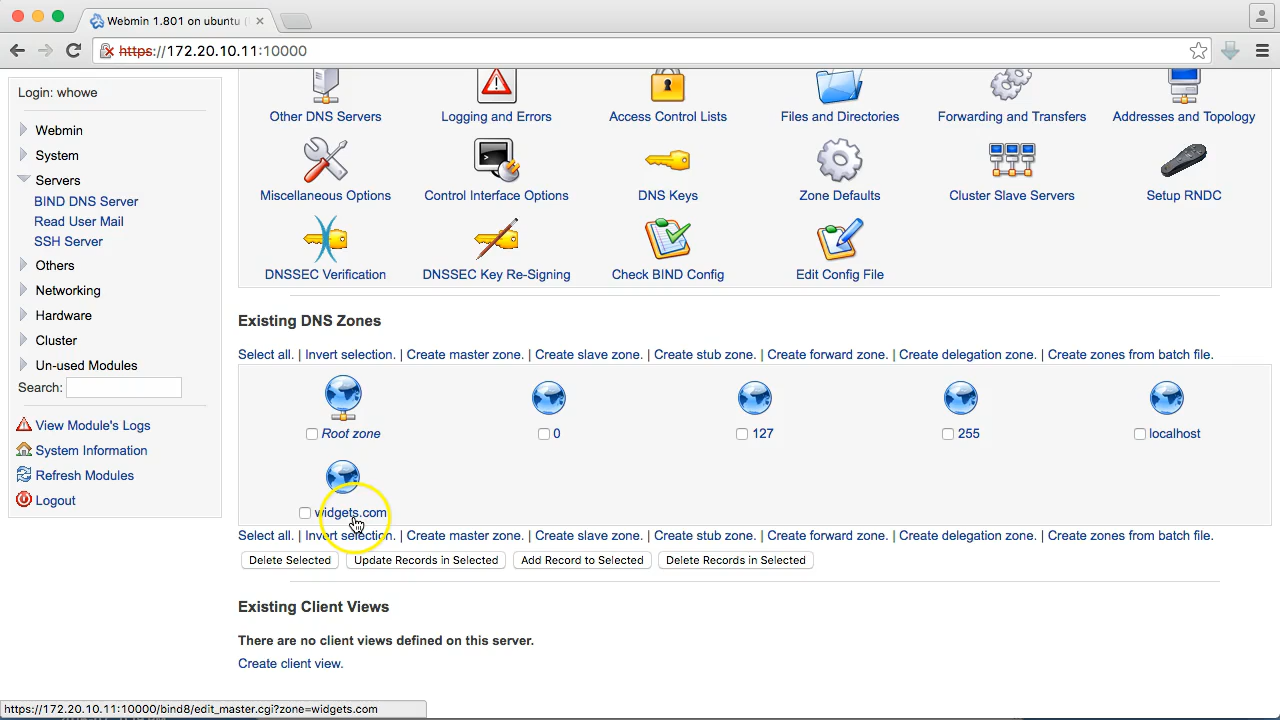 Webmin 1.801 on ubuntu (
https://172.20.10.11:10000
Login: whowe
Webmin
System
Servers
BIND DNS Server
Read User Mail
SSH Server
Others
Networking
Hardware
Cluster
Un-used Modules
Search:
View Module's Logs
System Information
Refresh Modules
Logout
Other DNS Servers
Logging and Errors
Access Control Lists
Files and Directories
Forwarding and Transfers
Addresses and Topology
Miscellaneous Options
Control Interface Options
DNS Keys
Zone Defaults
Cluster Slave Servers
Setup RNDC
DNSSEC Verification
DNSSEC Key Re-Signing
Check BIND Config
Edit Config File
Existing DNS Zones
Select all. | Invert selection. | Create master zone. | Create slave zone. | Create stub zone. | Create forward zone. | Create delegation zone. | Create zones from batch file.
Root zone
0
127
255
localhost
widgets.com
Select all. | Invert selection. | Create master zone. | Create slave zone. | Create stub zone. | Create forward zone. | Create delegation zone. | Create zones from batch file.
Delete Selected
Update Records in Selected
Add Record to Selected
Delete Records in Selected
Existing Client Views
There are no client views defined on this server.
Create client view.
https://172.20.10.11:10000/bind8/edit_master.cgi?zone=widgets.com